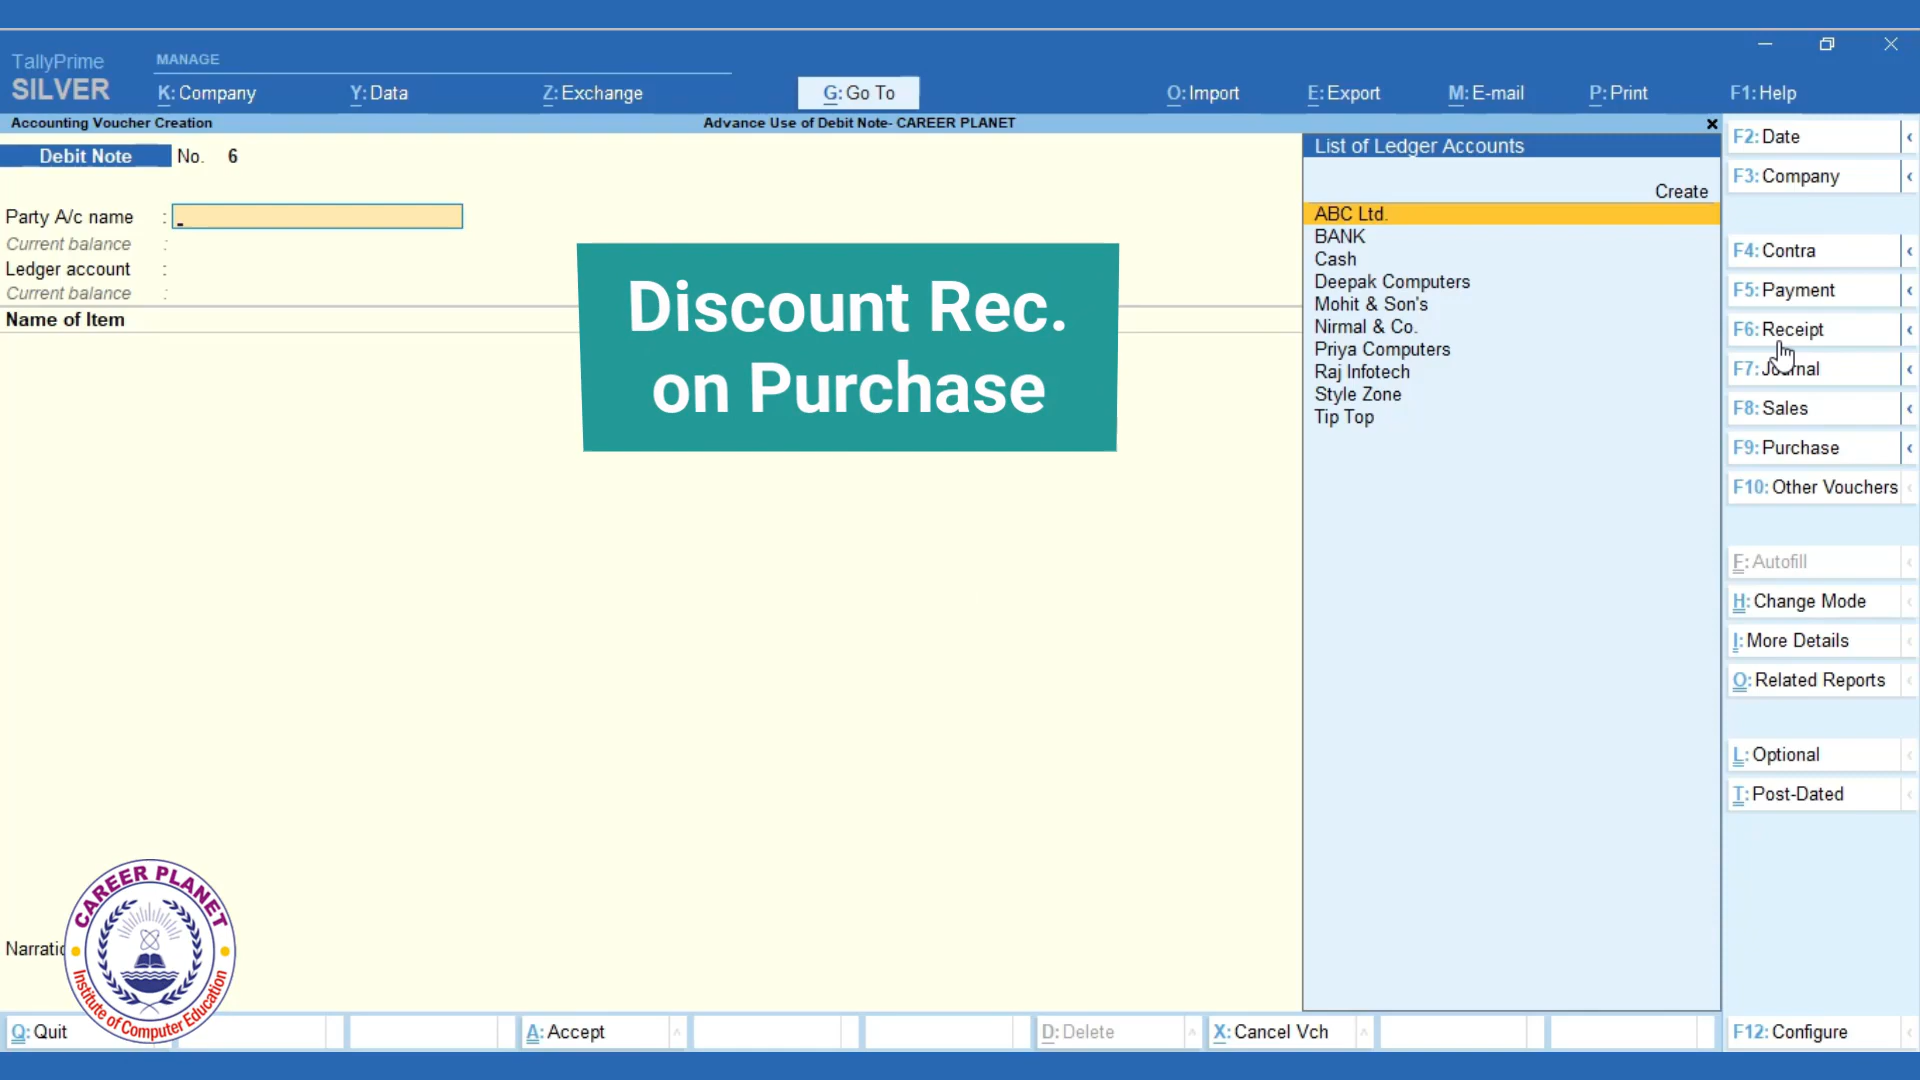 TallyPrime
SILVER
MANAGE
K: Company
Y: Data
Z: Exchange
G: Go To
O: Import
E: Export
M: E-mail
P: Print
F1: Help
Accounting Voucher Creation
Advance Use of Debit Note- CAREER PLANET
Debit Note No. 6
Party A/c name :
Current balance :
Ledger account :
Current balance :
Name of Item
Discount Rec.
on Purchase
List of Ledger Accounts
Create
ABC Ltd.
BANK
Cash
Deepak Computers
Mohit & Son's
Nirmal & Co.
Priya Computers
Raj Infotech
Style Zone
Tip Top
F2: Date
F3: Company
F4: Contra
F5: Payment
F6: Receipt
F7: Journal
F8: Sales
F9: Purchase
F10: Other Vouchers
F: Autofill
H: Change Mode
I: More Details
O: Related Reports
L: Optional
T: Post-Dated
CAREER PLANET
Institute of Computer Education
Q: Quit
A: Accept
D: Delete
X: Cancel Vch
F12: Configure